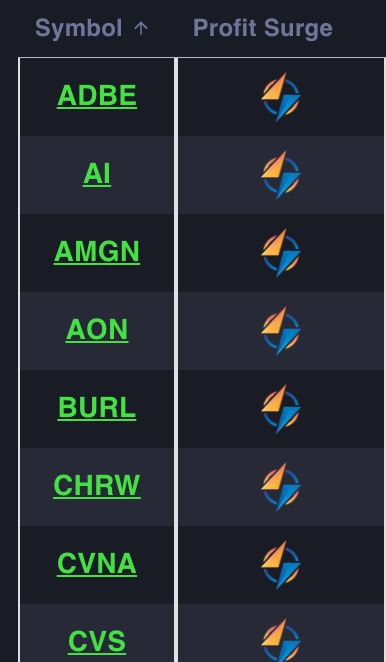 Symbol ↑ Profit Surge
ADBE
AI
AMGN
AON
BURL
CHRW
CVNA
CVS